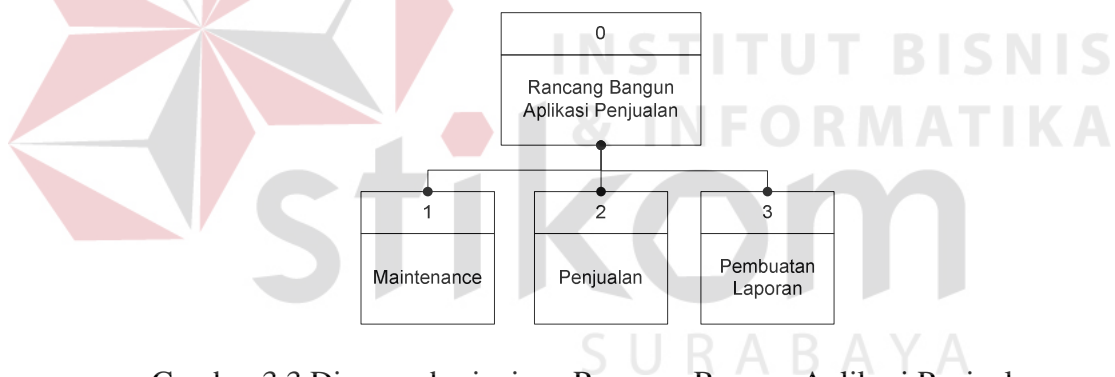 INSTITUT BISNIS
& INFORMATIKA
stikom
SURABAYA
0
Rancang Bangun
Aplikasi Penjualan
1
Maintenance
2
Penjualan
3
Pembuatan
Laporan